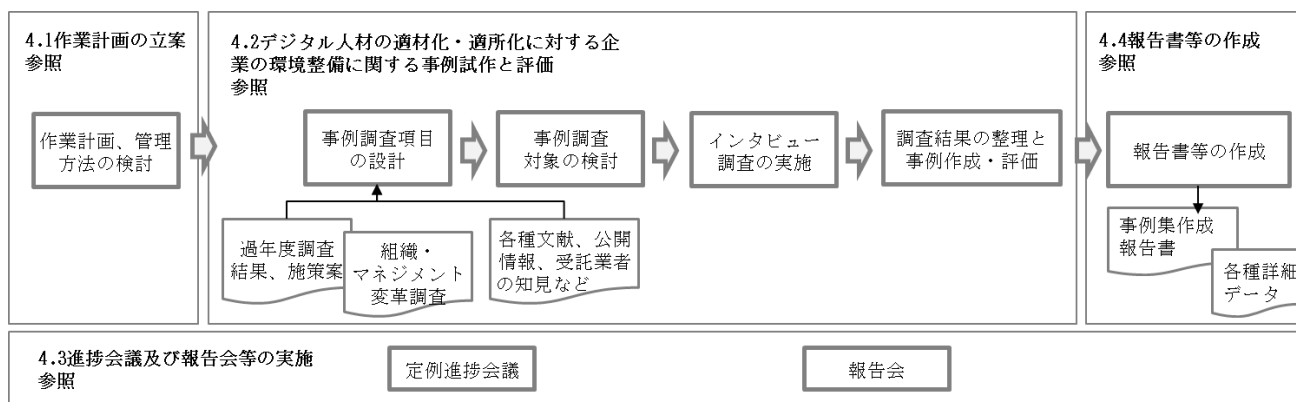 4.1作業計画の立案
参照
作業計画、管理
方法の検討
4.2デジタル人材の適材化・適所化に対する企
業の環境整備に関する事例試作と評価
参照
事例調査項目
の設計
事例調査
対象の検討
インタビュー
調査の実施
調査結果の整理と
事例作成・評価
過年度調査
結果、施策案
組織・
マネジメント
変革調査
各種文献、公開
情報、受託業者
の知見など
4.4報告書等の作成
参照
報告書等の作成
事例集作成
報告書
各種詳細
データ
4.3進捗会議及び報告会等の実施
参照
定例進捗会議
報告会